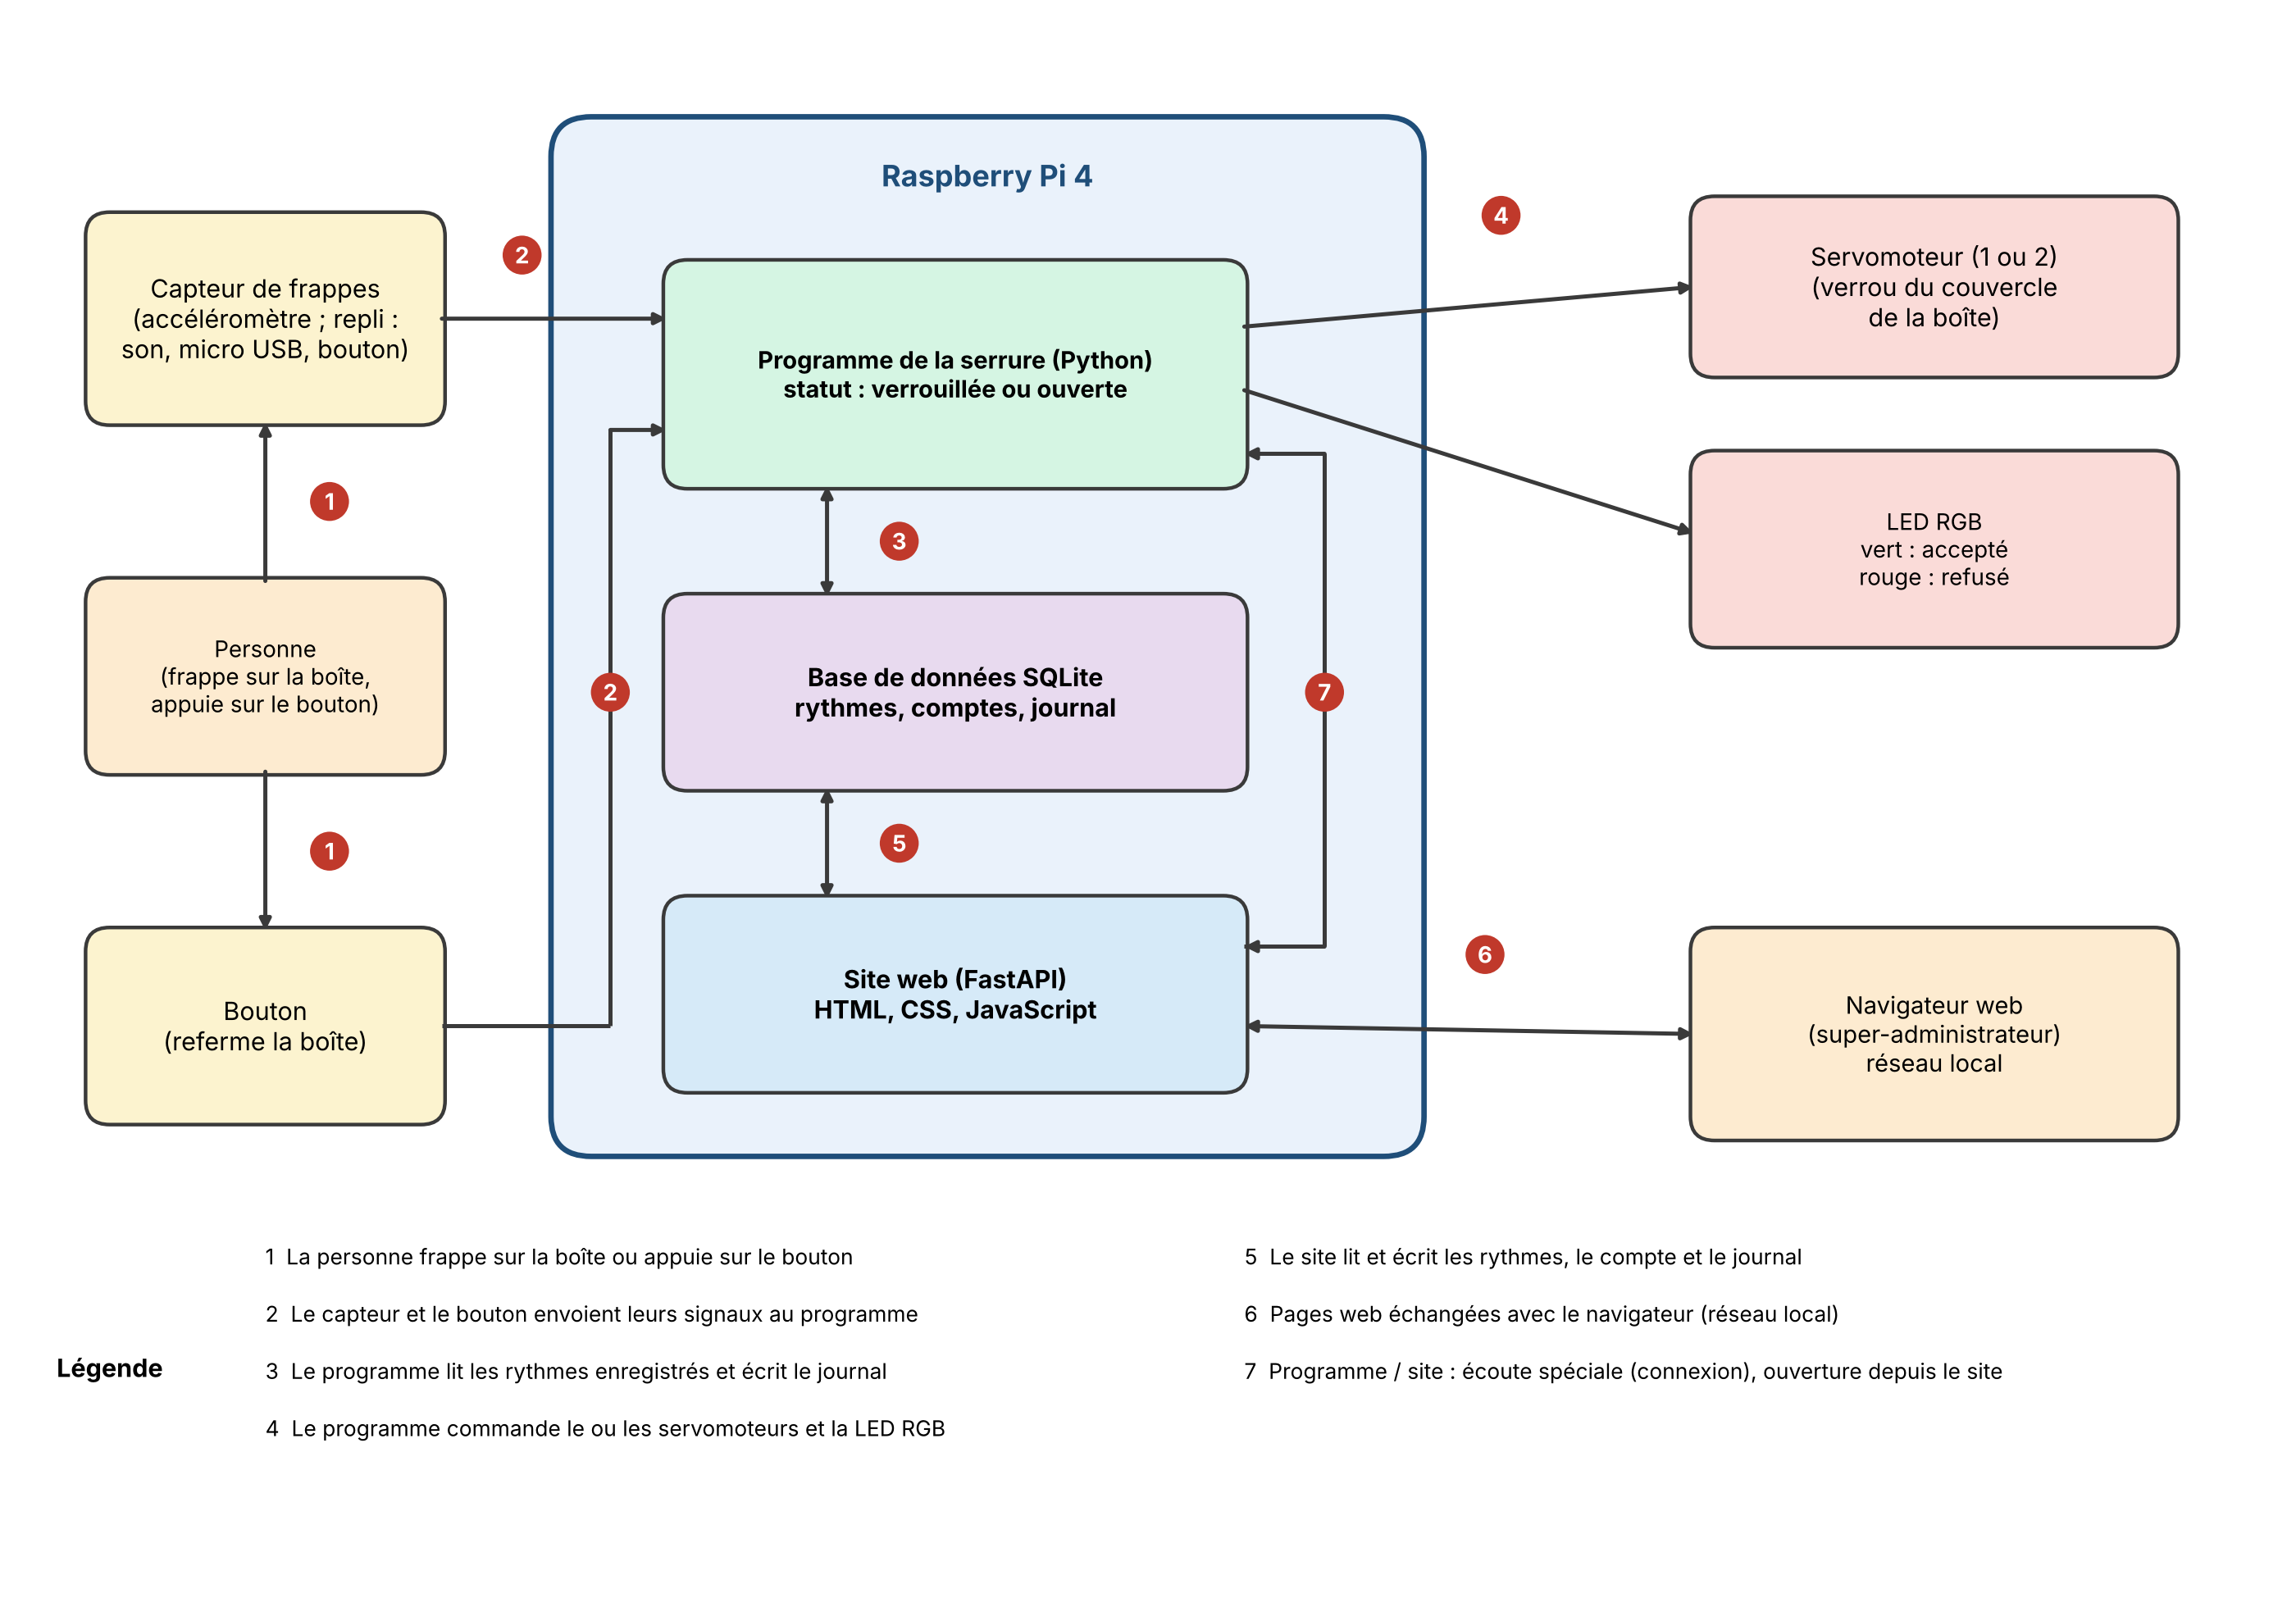 Raspberry Pi 4
Capteur de frappes
(accéléromètre ; repli :
son, micro USB, bouton)
2
Programme de la serrure (Python)
statut : verrouillée ou ouverte
4
Servomoteur (1 ou 2)
(verrou du couvercle
de la boîte)
1
3
LED RGB
vert : accepté
rouge : refusé
Personne
(frappe sur la boîte,
appuie sur le bouton)
2
Base de données SQLite
rythmes, comptes, journal
7
1
5
Bouton
(referme la boîte)
Site web (FastAPI)
HTML, CSS, JavaScript
6
Navigateur web
(super-administrateur)
réseau local
Légende
1 La personne frappe sur la boîte ou appuie sur le bouton
2 Le capteur et le bouton envoient leurs signaux au programme
3 Le programme lit les rythmes enregistrés et écrit le journal
4 Le programme commande le ou les servomoteurs et la LED RGB
5 Le site lit et écrit les rythmes, le compte et le journal
6 Pages web échangées avec le navigateur (réseau local)
7 Programme / site : écoute spéciale (connexion), ouverture depuis le site